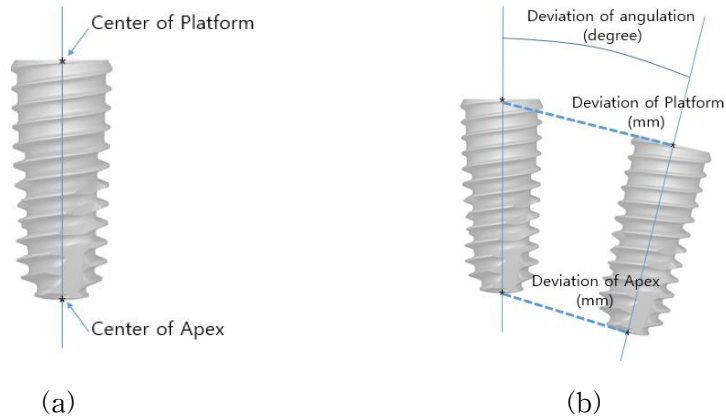 Center of Platform
Center of Apex
(a)
Deviation of angulation
(degree)
Deviation of Platform
(mm)
Deviation of Apex
(mm)
(b)